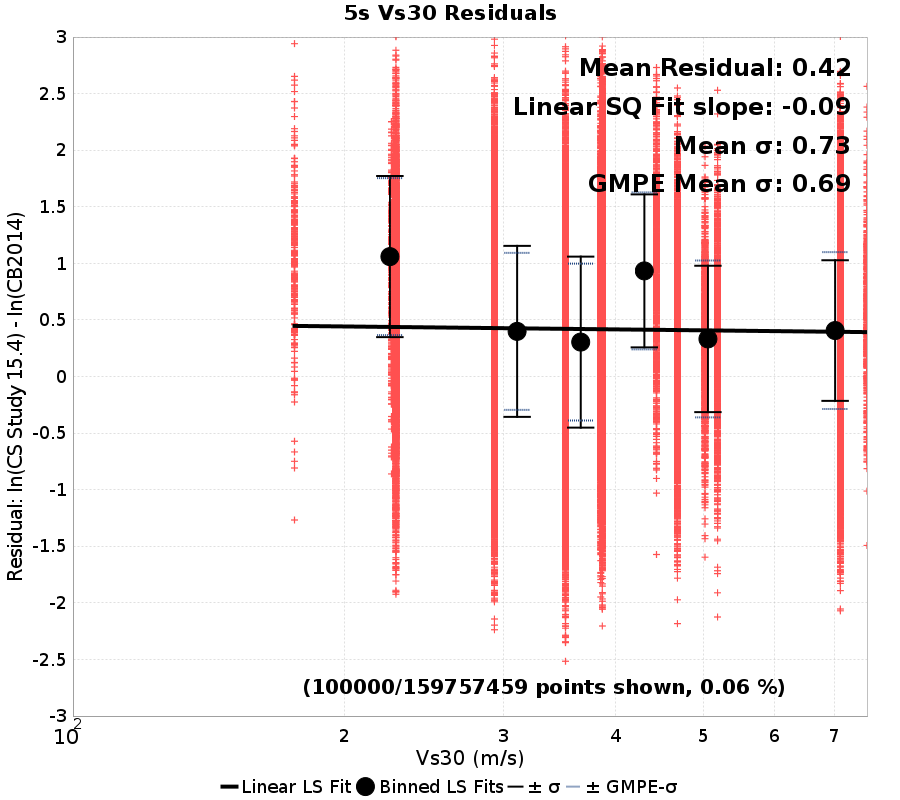 5s Vs30 Residuals
Mean Residual: 0.42
Linear SQ Fit slope: -0.09
Mean σ: 0.73
GMPE Mean σ: 0.69
3
2.5
2
1.5
1
0.5
0
-0.5
-1
-1.5
-2
-2.5
-3
Residual: ln(CS Study 15.4) - ln(CB2014)
(100000/159757459 points shown, 0.06 %)
10² 2 3 4 5 6 7
Vs30 (m/s)
Linear LS Fit Binned LS Fits ± σ ± GMPE-σ